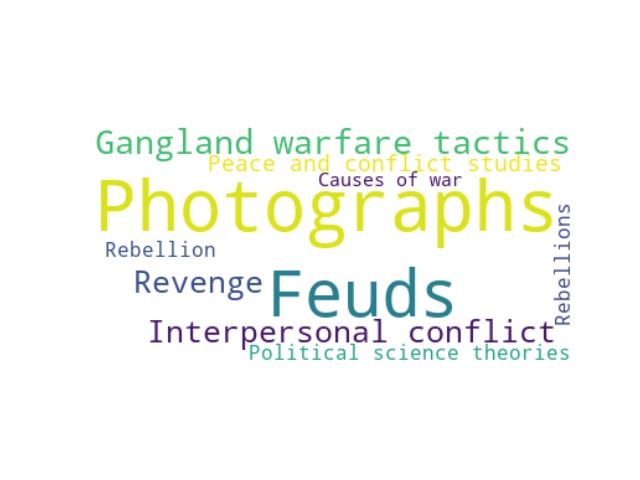 Gangland warfare tactics
Peace and conflict studies
Causes of war
Photographs
Rebellions
Rebellion
Revenge
Feuds
Interpersonal conflict
Political science theories